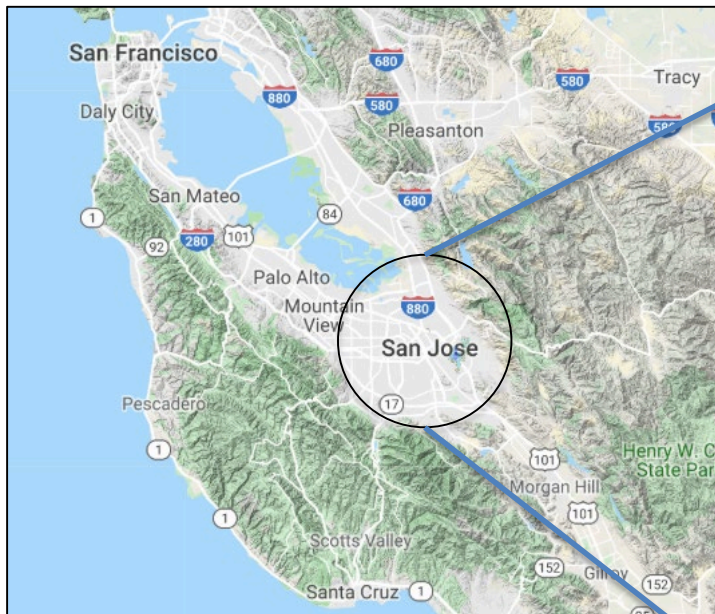 San Francisco
680
880
580
580
Tracy
Daly City
Pleasanton
580
San Mateo
680
1
84
92
280
101
Palo Alto
Mountain
View
880
San Jose
Pescadero
17
1
101
Henry W. C
State Par
Morgan Hill
101
1
Scotts Valley
152
Gilroy
152
Santa Cruz
1